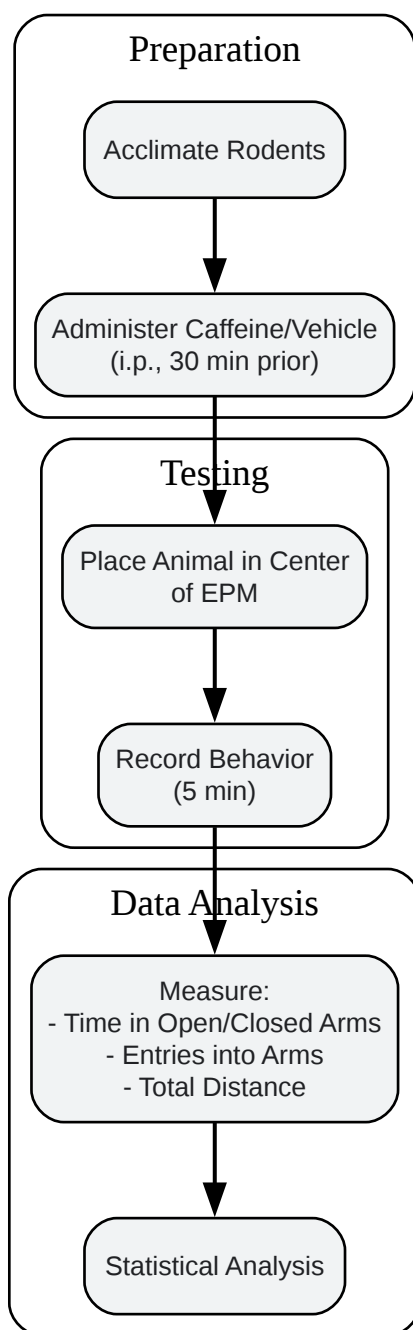 Preparation
Acclimate Rodents
Administer Caffeine/Vehicle
(i.p., 30 min prior)
Testing
Place Animal in Center
of EPM
Record Behavior
(5 min)
Data Analysis
Measure:
- Time in Open/Closed Arms
- Entries into Arms
- Total Distance
Statistical Analysis